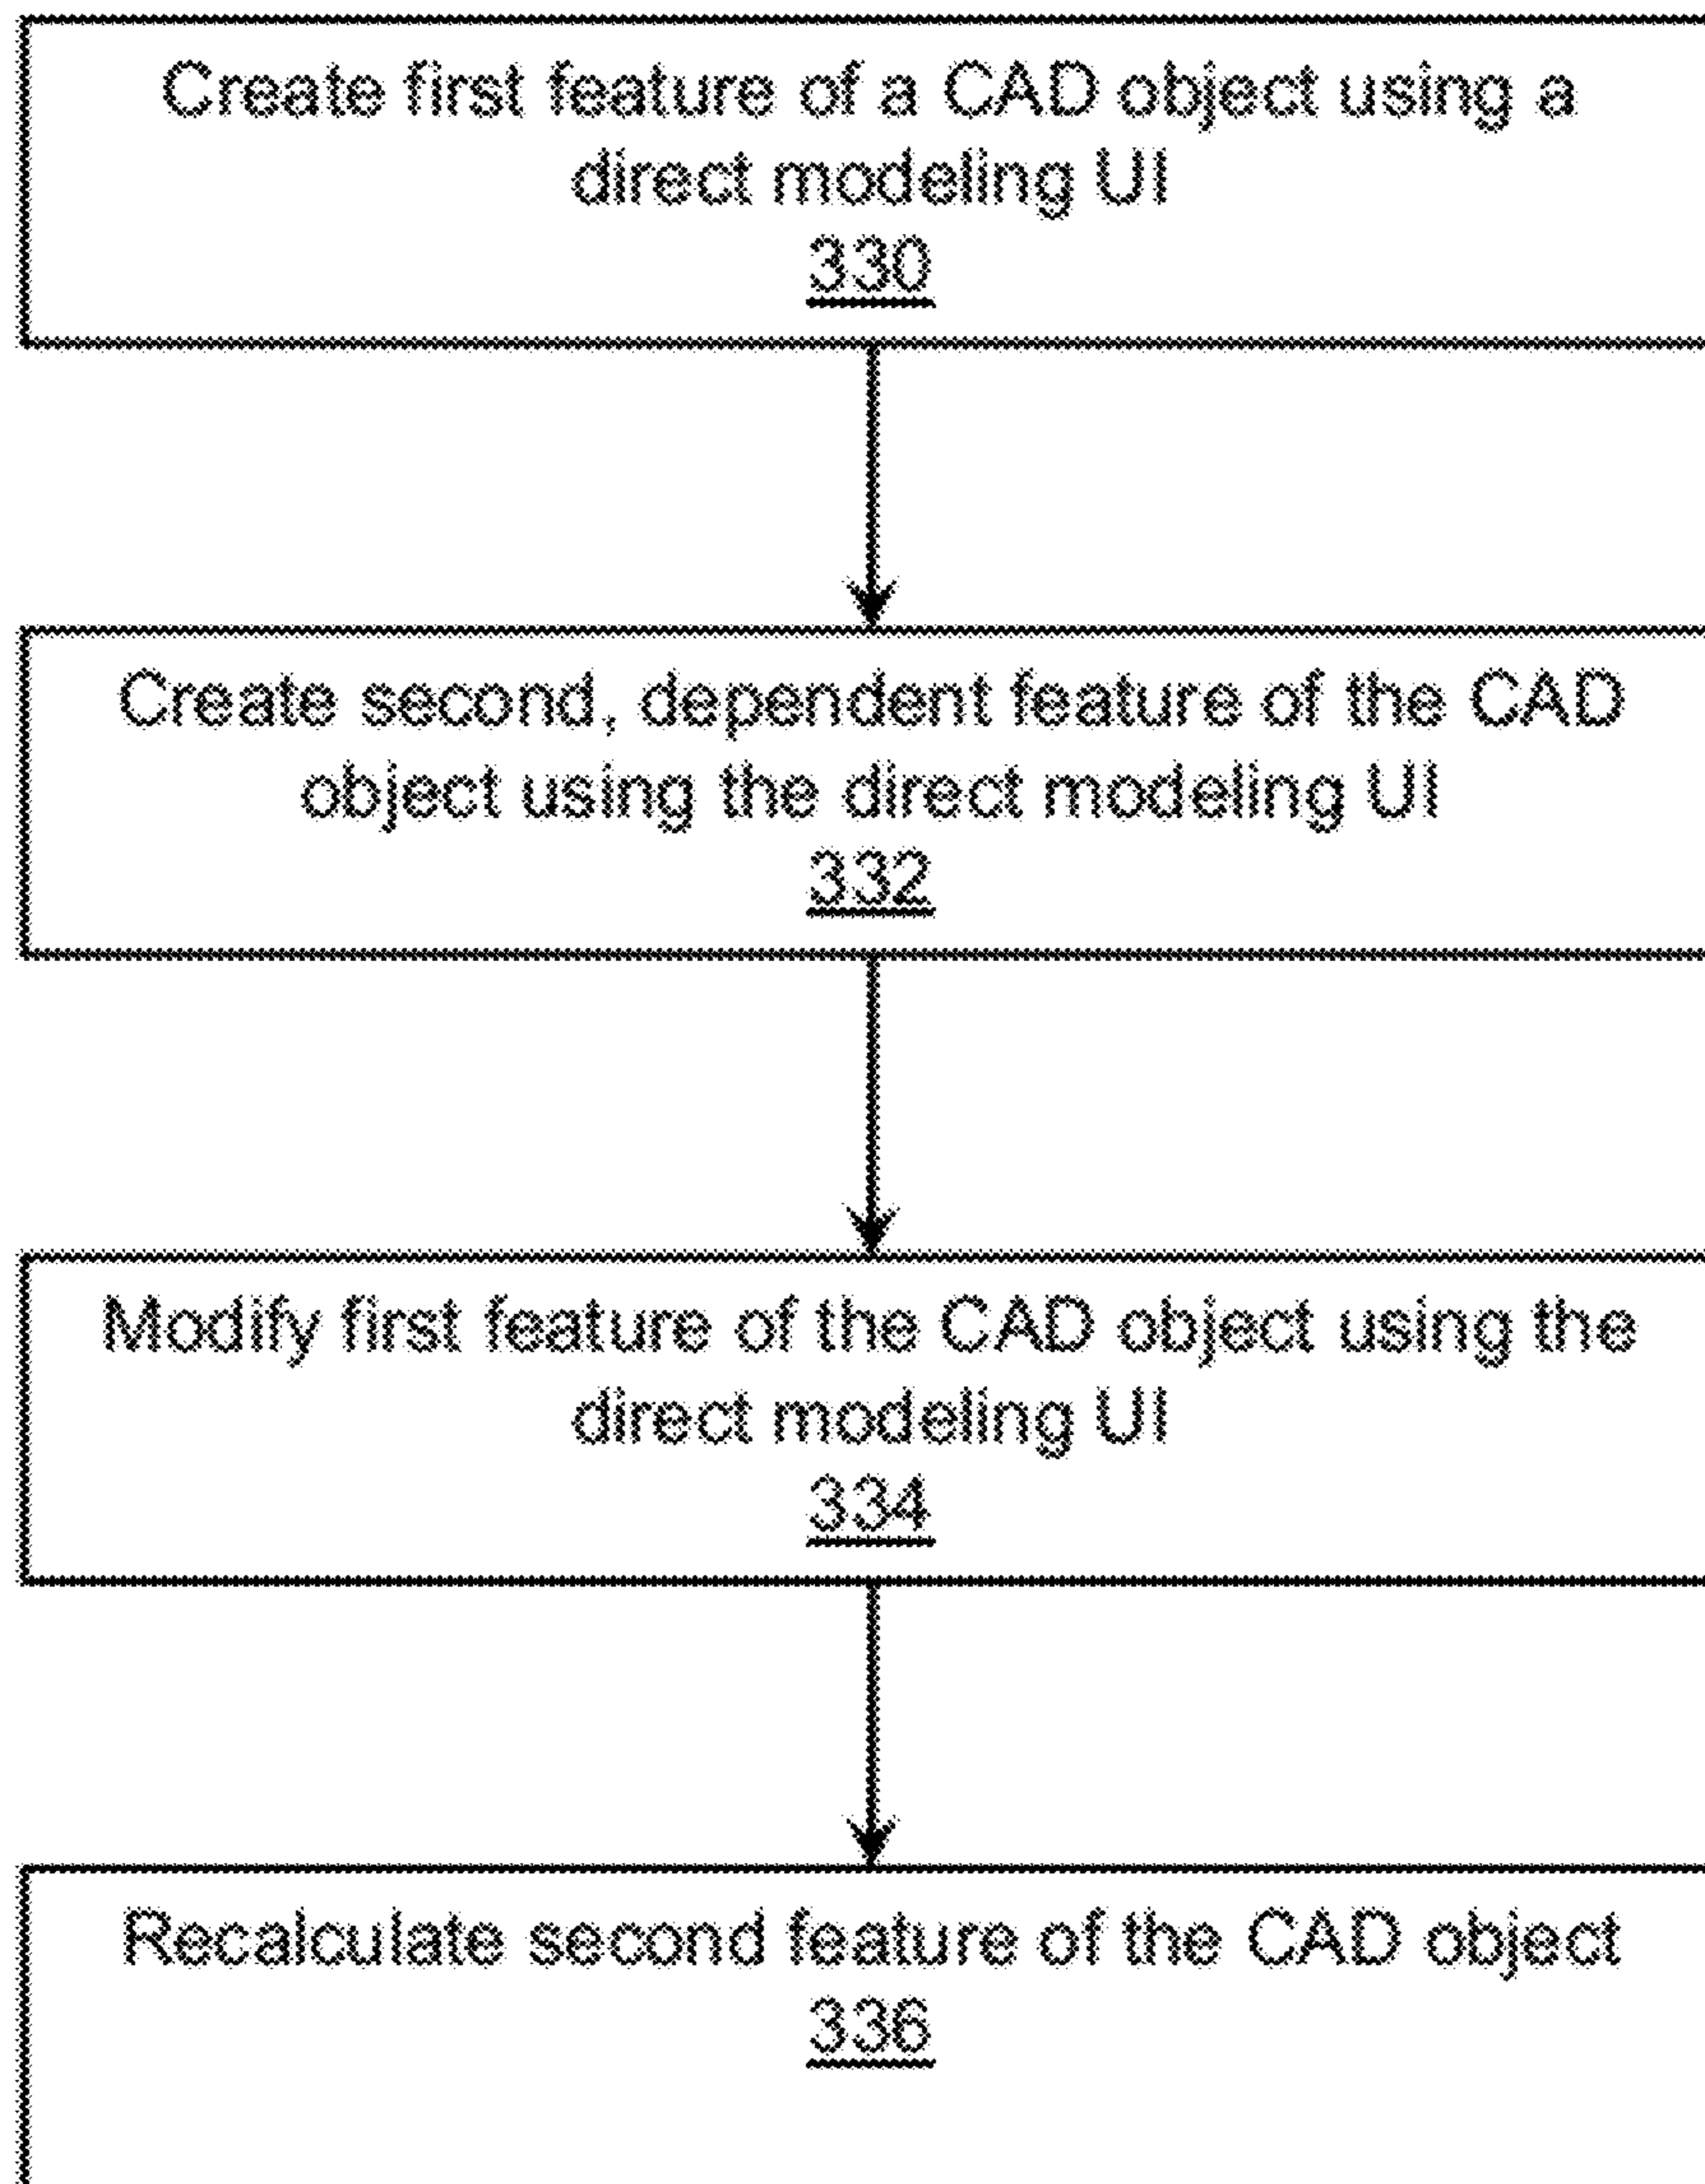 Create first feature of a CAD object using a
direct modeling UI
330
Create second, dependent feature of the CAD
object using the direct modeling UI
332
Modify first feature of the CAD object using the
direct modeling UI
334
Recalculate second feature of the CAD object
336